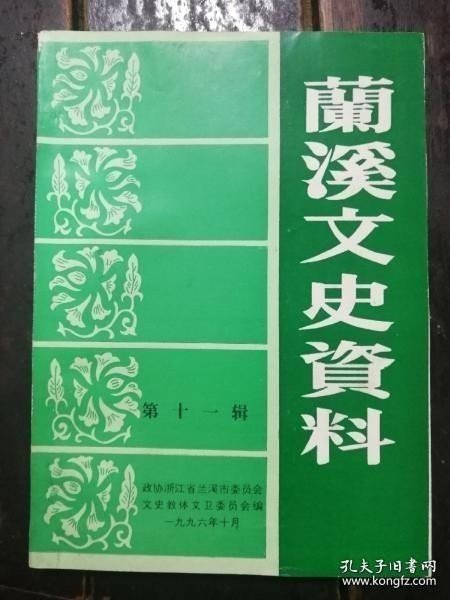 蘭溪文史資料
第十一辑
政协浙江省兰溪市委员会
文史教体文卫委员会编
一九九六年十月
孔夫子旧书网
www.kongfz.com